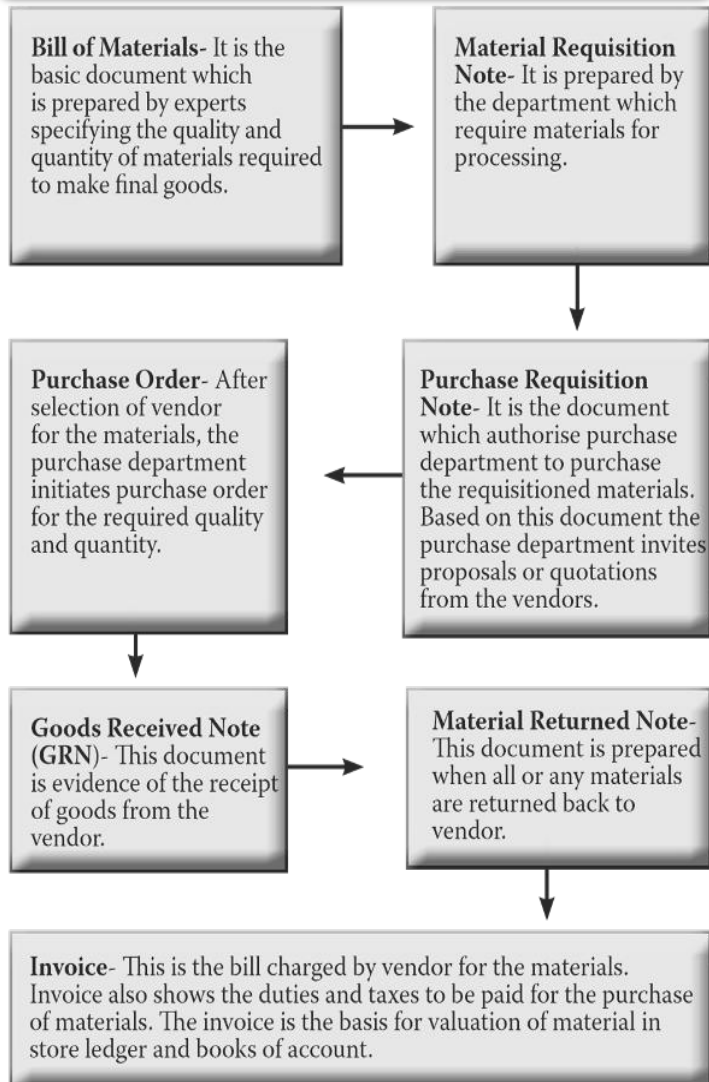 Bill of Materials- It is the
basic document which
is prepared by experts
specifying the quality and
quantity of materials required
to make final goods.
Material Requisition
Note- It is prepared by
the department which
require materials for
processing.
Purchase Requisition
Note- It is the document
which authorise purchase
department to purchase
the requisitioned materials.
Based on this document the
purchase department invites
proposals or quotations
from the vendors.
Purchase Order- After
selection of vendor
for the materials, the
purchase department
initiates purchase order
for the required quality
and quantity.
Goods Received Note
(GRN)- This document
is evidence of the receipt
of goods from the
vendor.
Material Returned Note-
This document is prepared
when all or any materials
are returned back to
vendor.
Invoice- This is the bill charged by vendor for the materials.
Invoice also shows the duties and taxes to be paid for the purchase
of materials. The invoice is the basis for valuation of material in
store ledger and books of account.